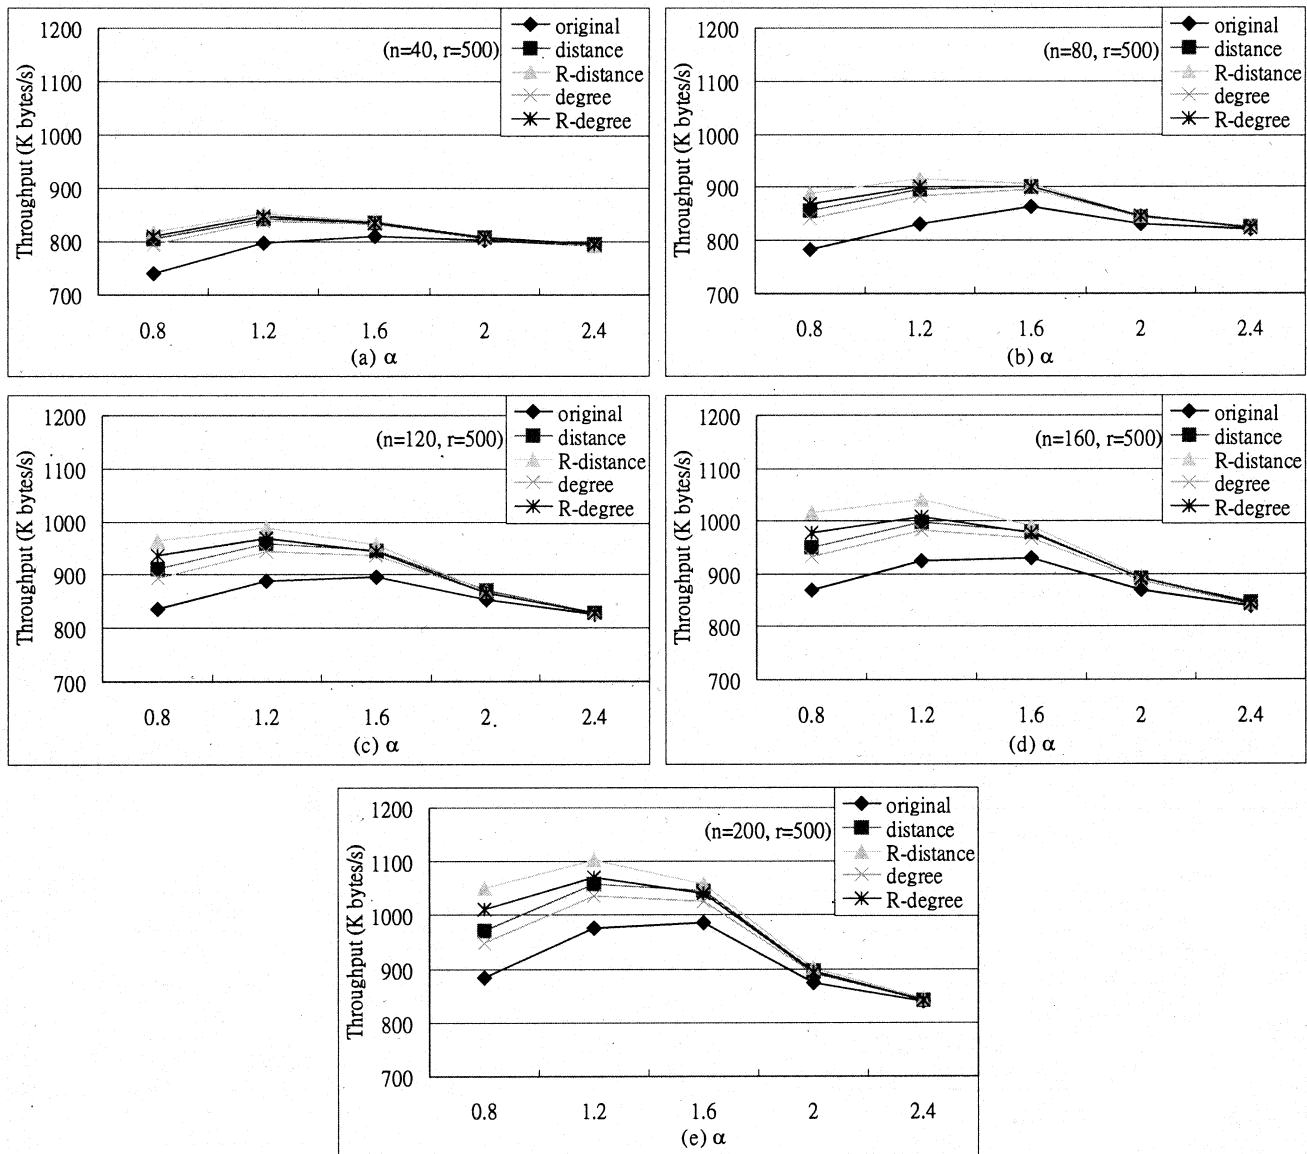 Throughput (K bytes/s)
1200
1100
1000
900
800
700
(n=40, r=500)
original
distance
R-distance
degree
R-degree
0.8 1.2 1.6 2 2.4
(a) α
Throughput (K bytes/s)
1200
1100
1000
900
800
700
(n=80, r=500)
original
distance
R-distance
degree
R-degree
0.8 1.2 1.6 2 2.4
(b) α
Throughput (K bytes/s)
1200
1100
1000
900
800
700
(n=120, r=500)
original
distance
R-distance
degree
R-degree
0.8 1.2 1.6 2 2.4
(c) α
Throughput (K bytes/s)
1200
1100
1000
900
800
700
(n=160, r=500)
original
distance
R-distance
degree
R-degree
0.8 1.2 1.6 2 2.4
(d) α
Throughput (K bytes/s)
1200
1100
1000
900
800
700
(n=200, r=500)
original
distance
R-distance
degree
R-degree
0.8 1.2 1.6 2 2.4
(e) α